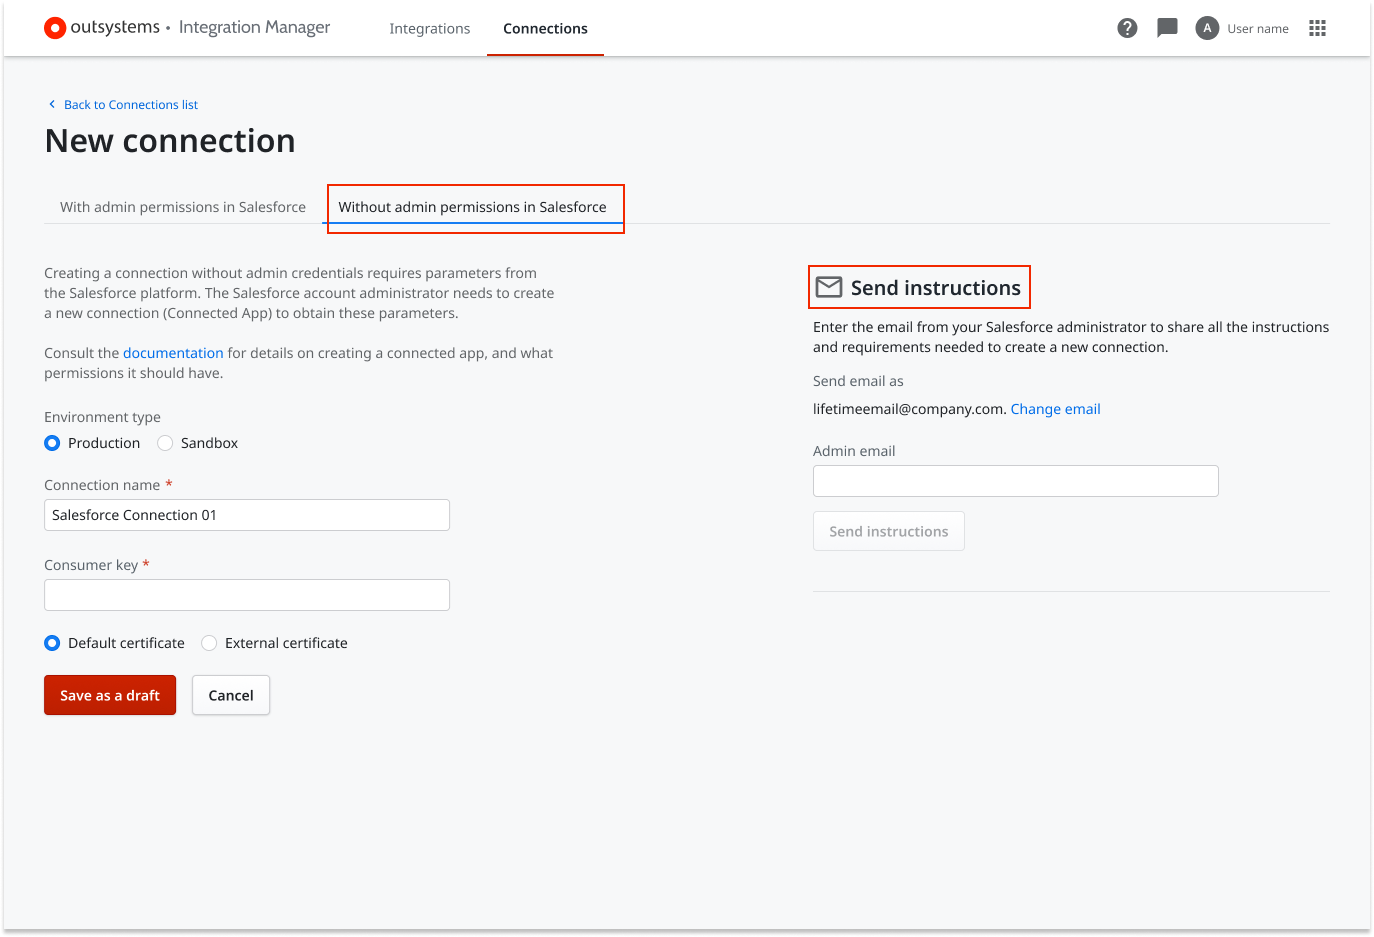 outsystems • Integration Manager
Integrations
Connections
A
User name
Back to Connections list
New connection
With admin permissions in Salesforce
Without admin permissions in Salesforce
Creating a connection without admin credentials requires parameters from
the Salesforce platform. The Salesforce account administrator needs to create
a new connection (Connected App) to obtain these parameters.
Consult the documentation for details on creating a connected app, and what
permissions it should have.
Environment type
Production
Sandbox
Connection name *
Salesforce Connection 01
Consumer key *
Default certificate
External certificate
Save as a draft
Cancel
Send instructions
Enter the email from your Salesforce administrator to share all the instructions
and requirements needed to create a new connection.
Send email as
lifetimeemail@company.com. Change email
Admin email
Send instructions